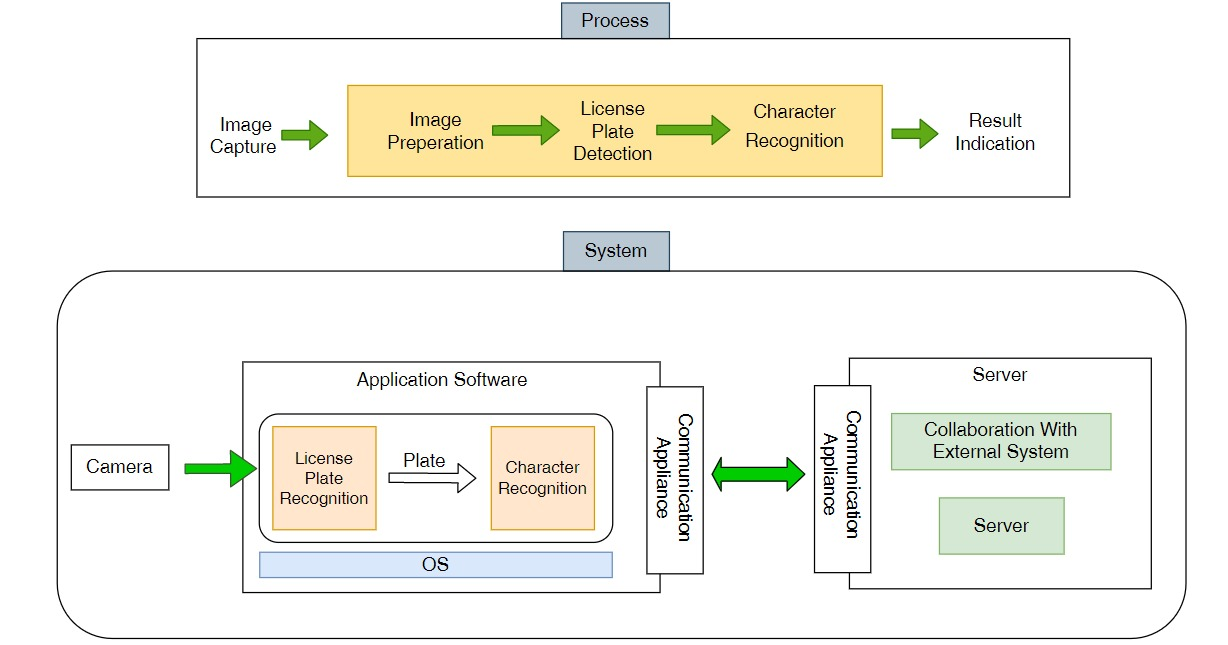 Process
Image
Capture
Image
Preperation
License
Plate
Detection
Character
Recognition
Result
Indication
System
Camera
Application Software
License
Plate
Recognition
Plate
Character
Recognition
OS
Communication
Appliance
Communication
Appliance
Server
Collaboration With
External System
Server